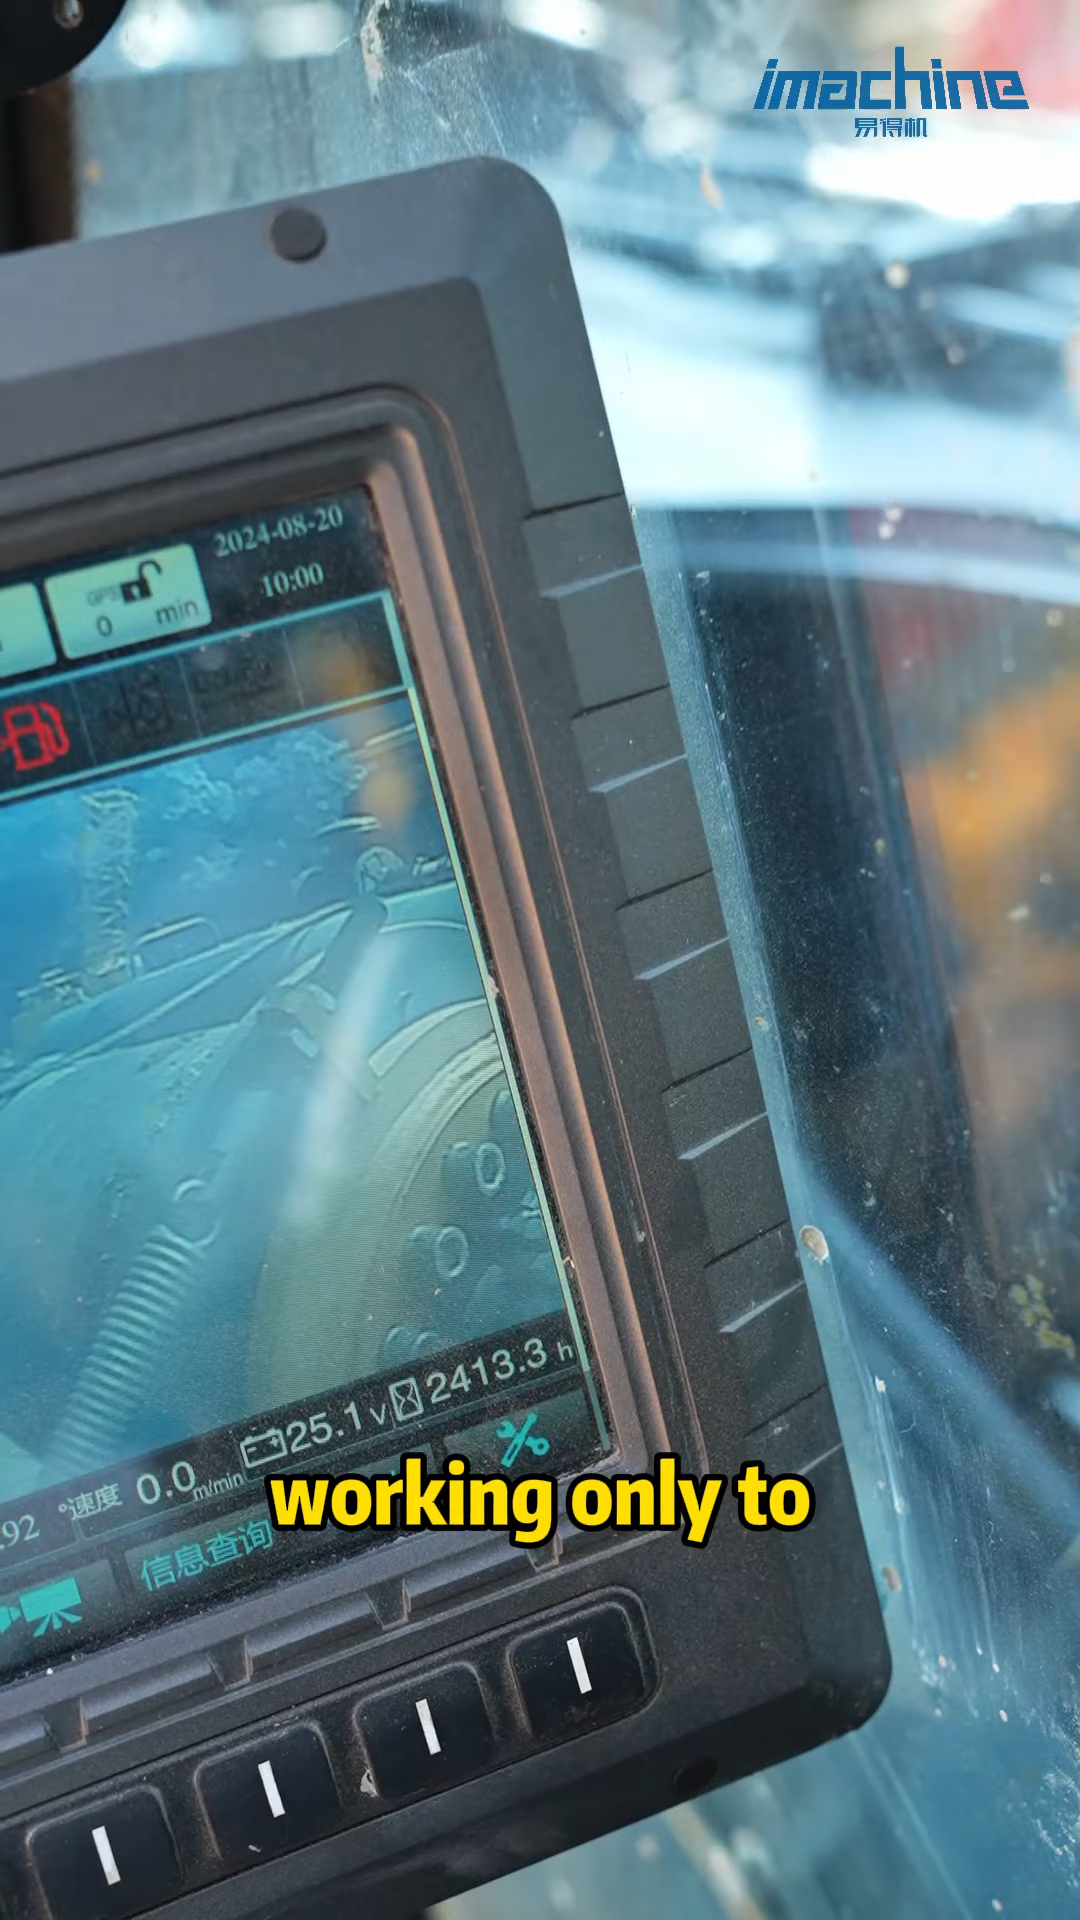 imachine
易得机
2024-08-20
10:00
GPS
0 min
25.1 V 2413.3 h
.92 °速度 0.0 m/min
working only to
信息查询